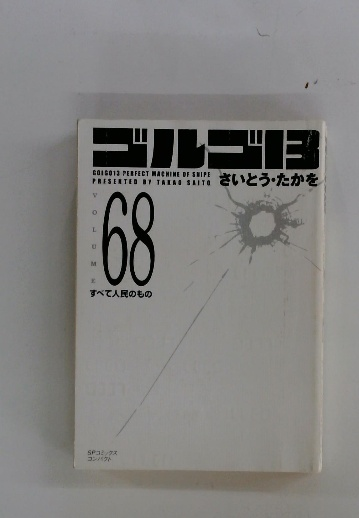 ゴルゴ13
GOLGO13 PERFECT MACHINE OF SNIPE
PRESENTED BY TAKAO SAITO
さいとう・たかを
VOLUME
68
すべて人民のもの
SPコミックス
コンパクト